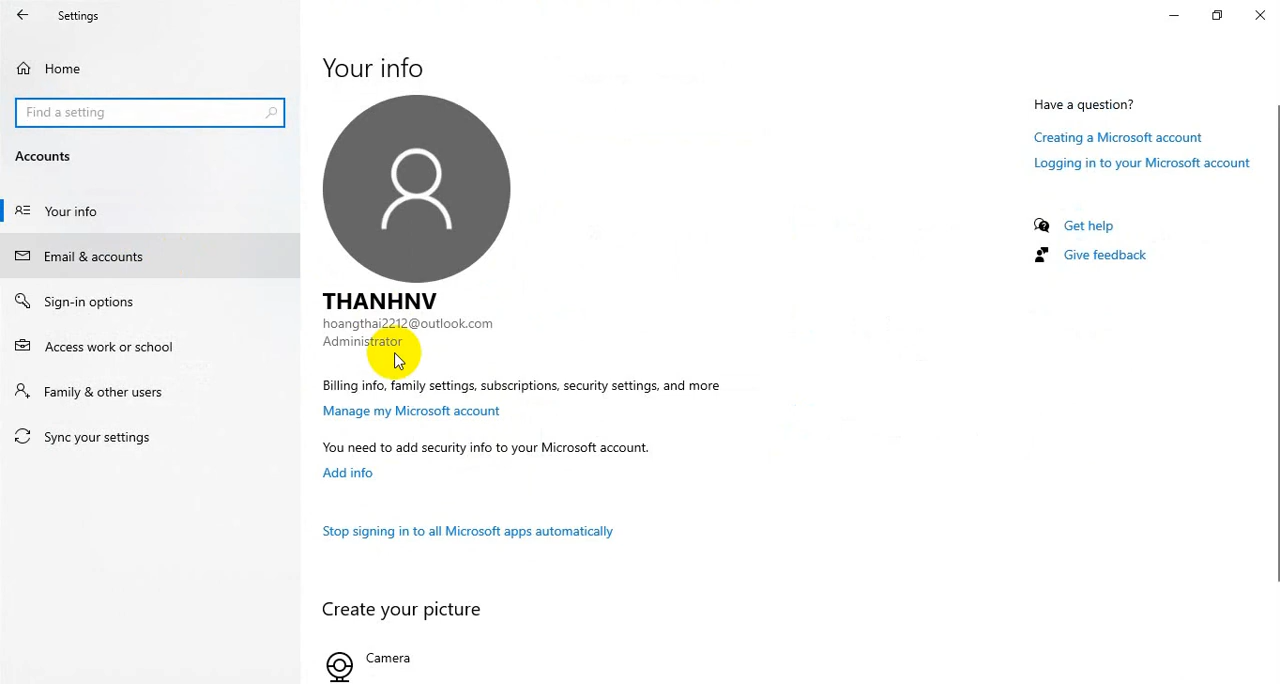 Settings
Home
Find a setting
Accounts
Your info
Email & accounts
Sign-in options
Access work or school
Family & other users
Sync your settings
Your info
THANHNV
hoangthai2212@outlook.com
Administrator
Billing info, family settings, subscriptions, security settings, and more
Manage my Microsoft account
You need to add security info to your Microsoft account.
Add info
Stop signing in to all Microsoft apps automatically
Create your picture
Camera
Have a question?
Creating a Microsoft account
Logging in to your Microsoft account
Get help
Give feedback